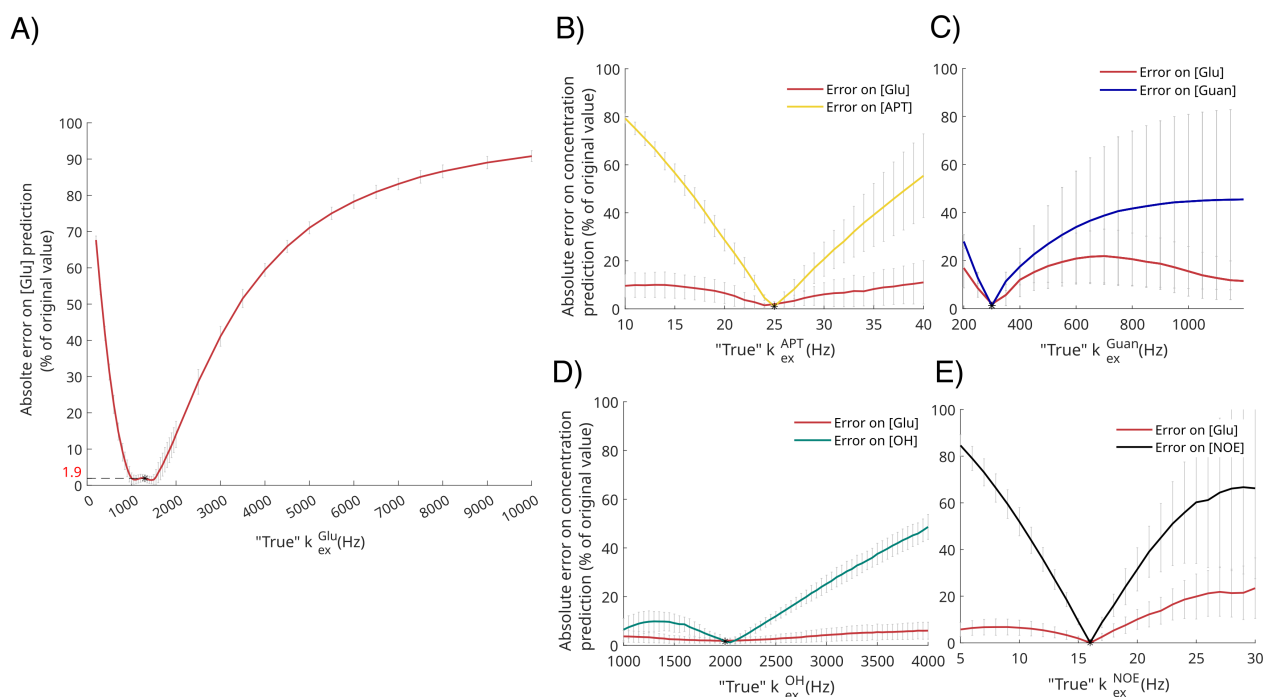 A)
Absolte error on [Glu] prediction
(% of original value)
100
90
80
70
60
50
40
30
20
10
0
1.9
0
1000
2000
3000
4000
5000
6000
7000
8000
9000
10000
"True" k ex Glu (Hz)
B)
Absolute error on concentration
prediction (% of original value)
100
80
60
40
20
0
Error on [Glu]
Error on [APT]
10 15 20 25 30 35 40
"True" k ex APT (Hz)
C)
100
80
60
40
20
0
Error on [Glu]
Error on [Guan]
200 400 600 800 1000
"True" k ex Guan (Hz)
D)
Absolute error on concentration
prediction (% of original value)
100
80
60
40
20
0
Error on [Glu]
Error on [OH]
1000 1500 2000 2500 3000 3500 4000
"True" k ex OH (Hz)
E)
100
80
60
40
20
0
Error on [Glu]
Error on [NOE]
5 10 15 20 25 30
"True" k ex NOE (Hz)